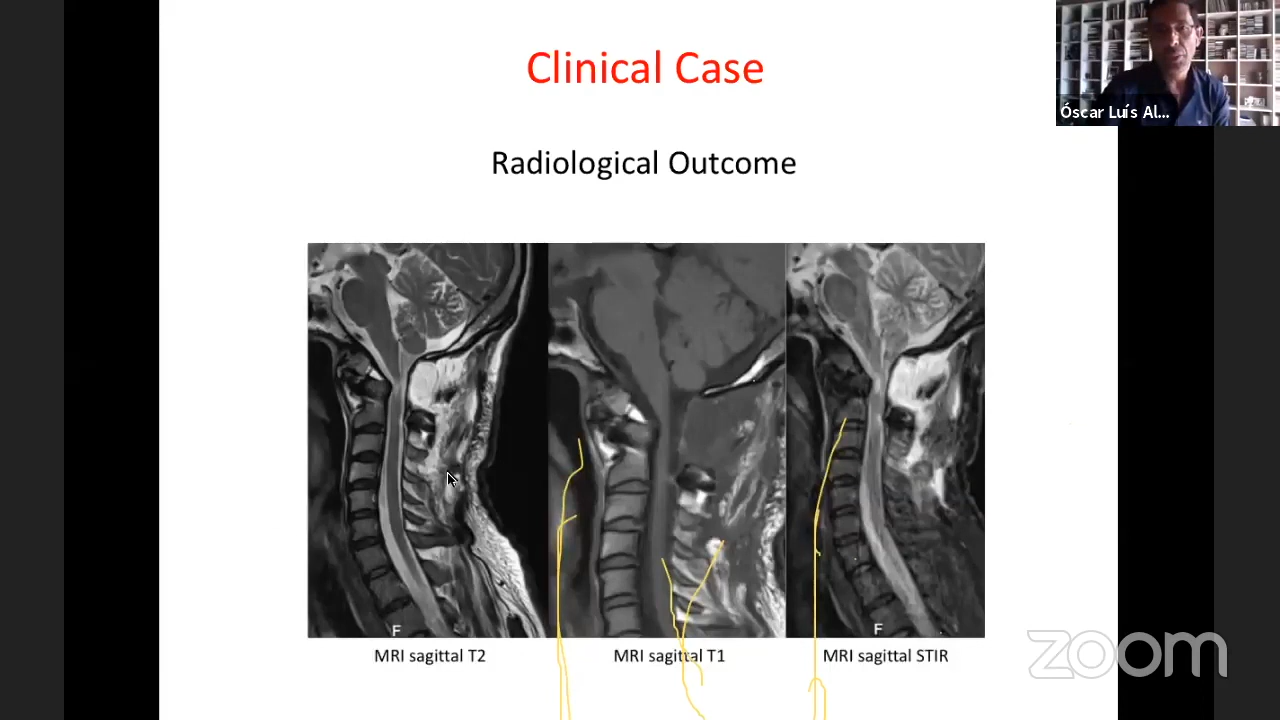 Clinical Case
Óscar Luís Al...
Radiological Outcome
F
F
MRI sagittal T2
MRI sagittal T1
MRI sagittal STIR
zoom